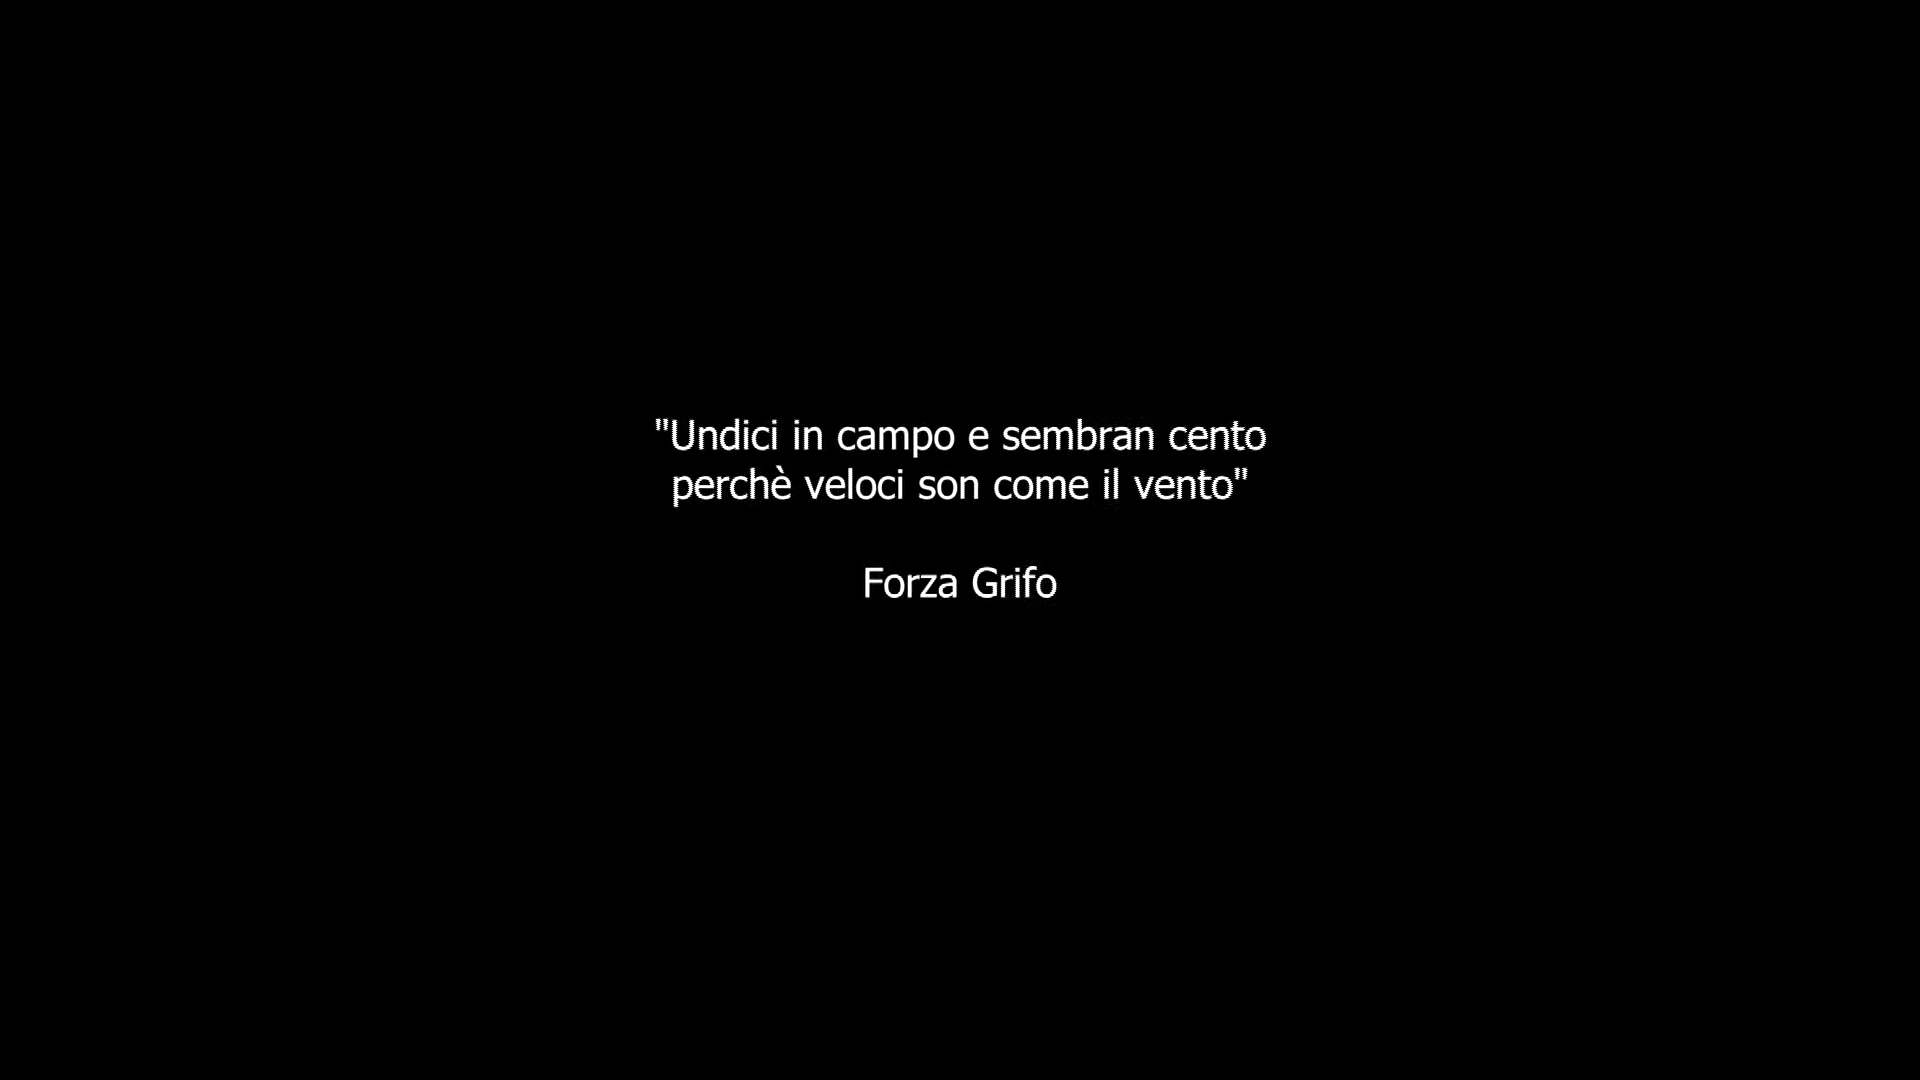 "Undici in campo e sembran cento
perchè veloci son come il vento"
Forza Grifo